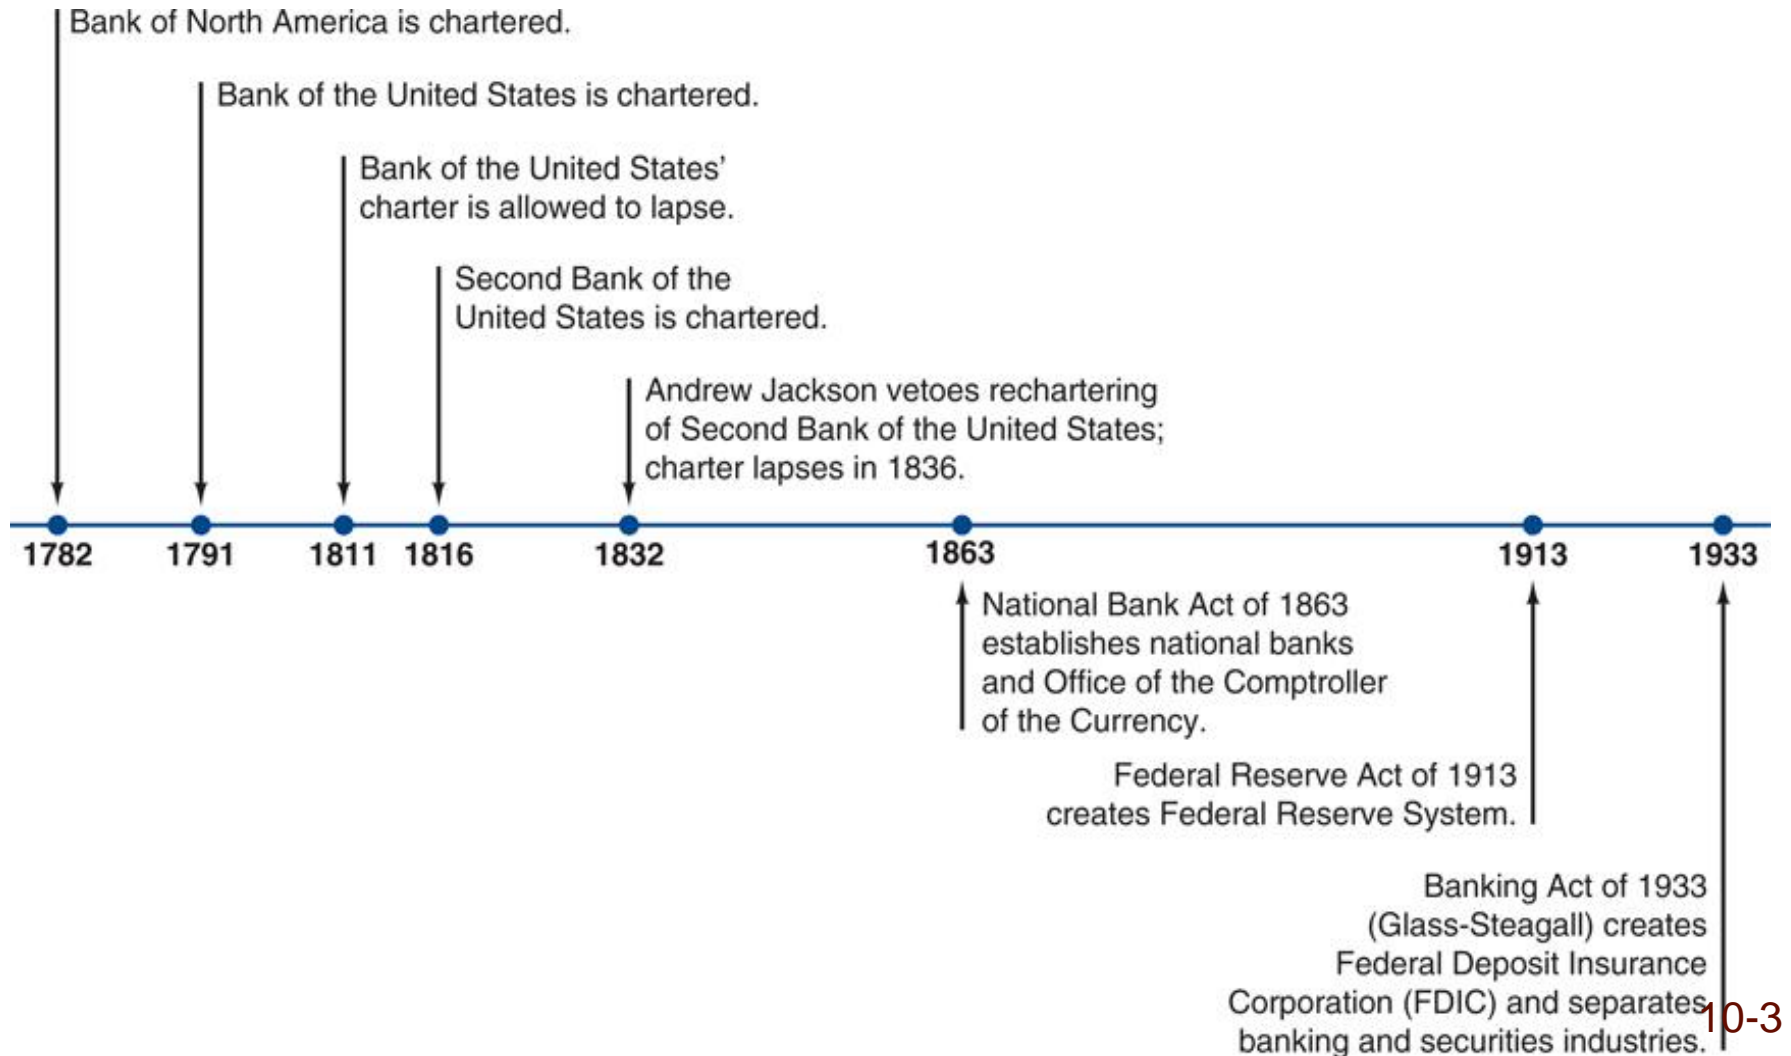 Bank of North America is chartered.
Bank of the United States is chartered.
Bank of the United States’
charter is allowed to lapse.
Second Bank of the
United States is chartered.
Andrew Jackson vetoes rechartering
of Second Bank of the United States;
charter lapses in 1836.
1782 1791 1811 1816 1832 1863 1913 1933
National Bank Act of 1863
establishes national banks
and Office of the Comptroller
of the Currency.
Federal Reserve Act of 1913
creates Federal Reserve System.
Banking Act of 1933
(Glass-Steagall) creates
Federal Deposit Insurance
Corporation (FDIC) and separates
banking and securities industries.
10-3